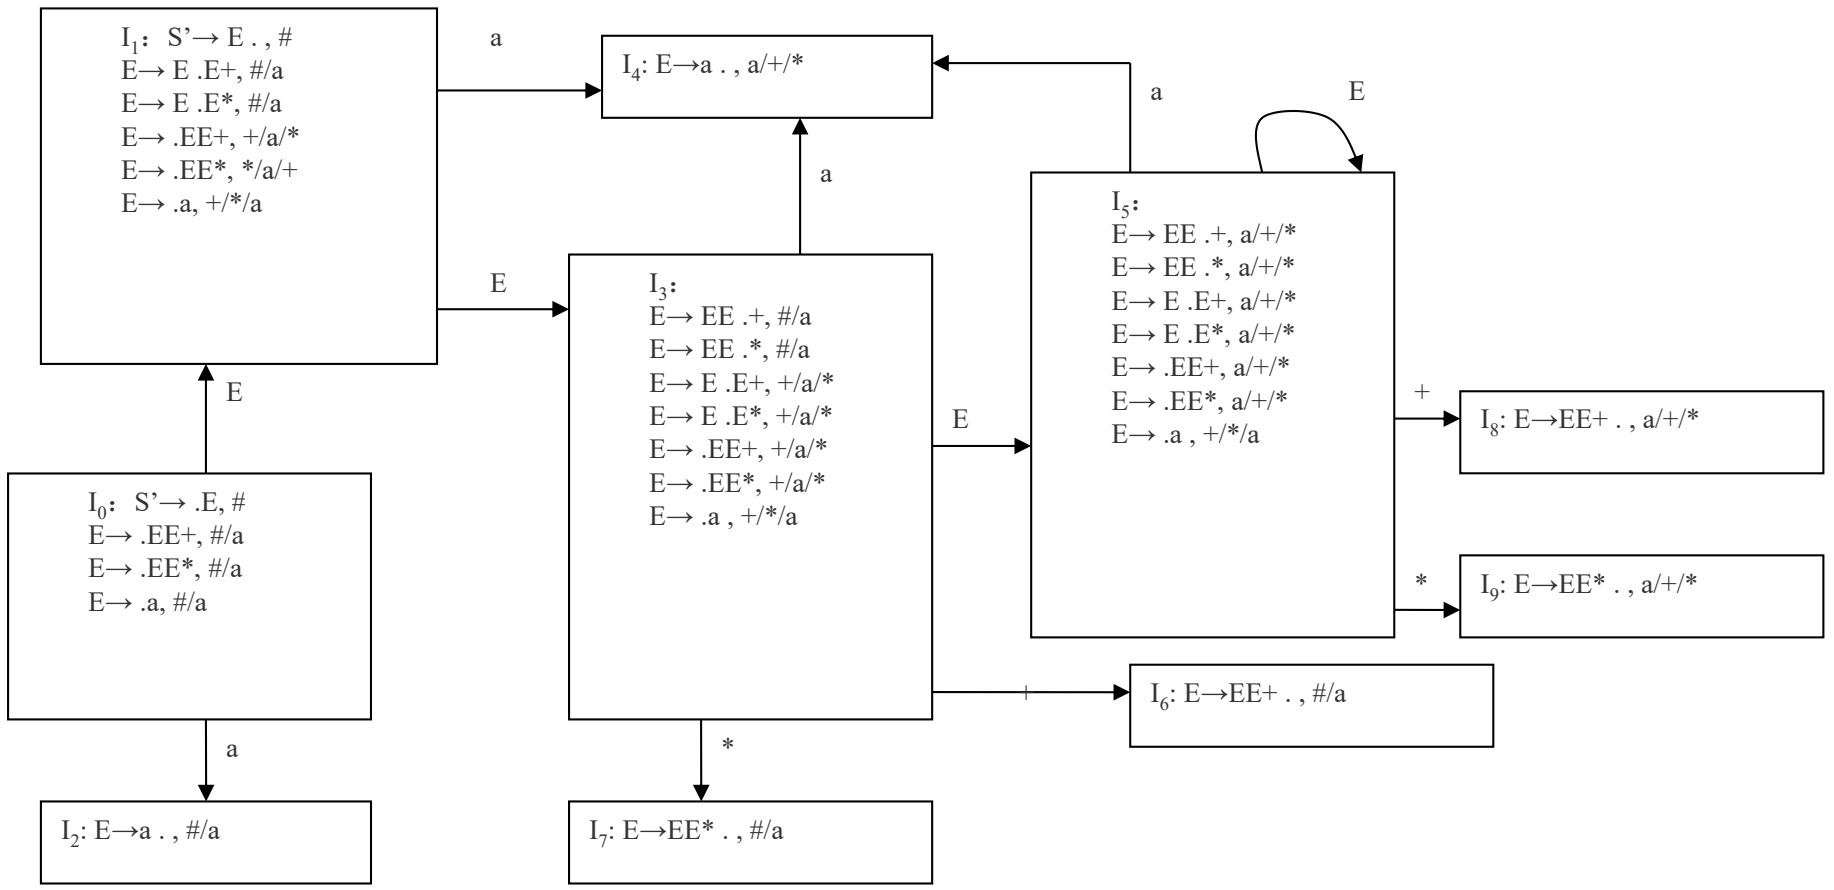 I1：S’→ E . , #
E→ E .E+, #/a
E→ E .E*, #/a
E→ .EE+, +/a/*
E→ .EE*, */a/+
E→ .a, +/*/a
a
I4: E→a . , a/+/*
a
E
a
I5：
E→ EE .+, a/+/*
E→ EE .*, a/+/*
E→ E .E+, a/+/*
E→ E .E*, a/+/*
E→ .EE+, a/+/*
E→ .EE*, a/+/*
E→ .a , +/*/a
E
I3：
E→ EE .+, #/a
E→ EE .*, #/a
E→ E .E+, +/a/*
E→ E .E*, +/a/*
E→ .EE+, +/a/*
E→ .EE*, +/a/*
E→ .a , +/*/a
E
E
+
I8: E→EE+ . , a/+/*
I0：S’→ .E, #
E→ .EE+, #/a
E→ .EE*, #/a
E→ .a, #/a
*
I9: E→EE* . , a/+/*
+
I6: E→EE+ . , #/a
a
*
I2: E→a . , #/a
I7: E→EE* . , #/a